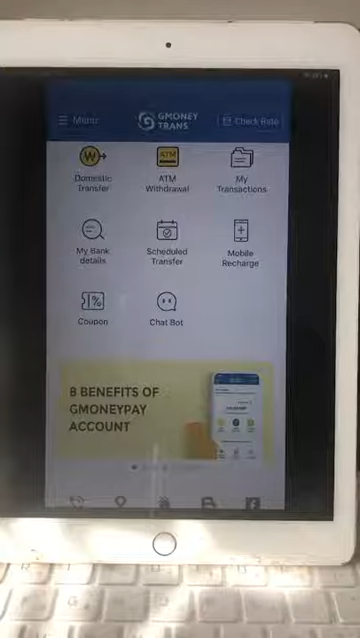 Menu
GMONEY
TRANS
Check Rate
Domestic
Transfer
ATM
ATM
Withdrawal
My
Transactions
My Bank
details
Scheduled
Transfer
Mobile
Recharge
Coupon
Chat Bot
8 BENEFITS OF
GMONEYPAY
ACCOUNT